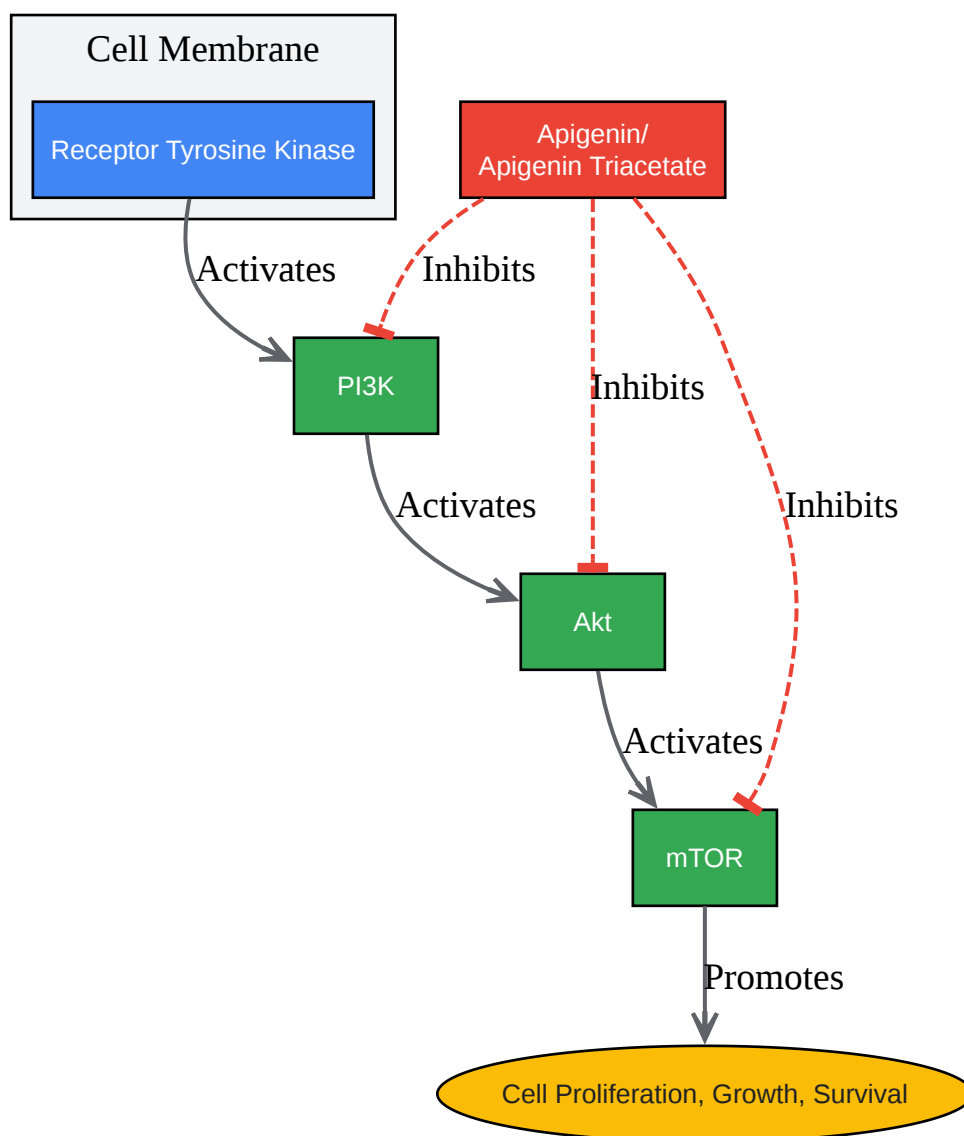 Cell Membrane
Receptor Tyrosine Kinase
Apigenin/
Apigenin Triacetate
Activates
Inhibits
PI3K
Inhibits
Activates
Inhibits
Akt
Activates
mTOR
Promotes
Cell Proliferation, Growth, Survival